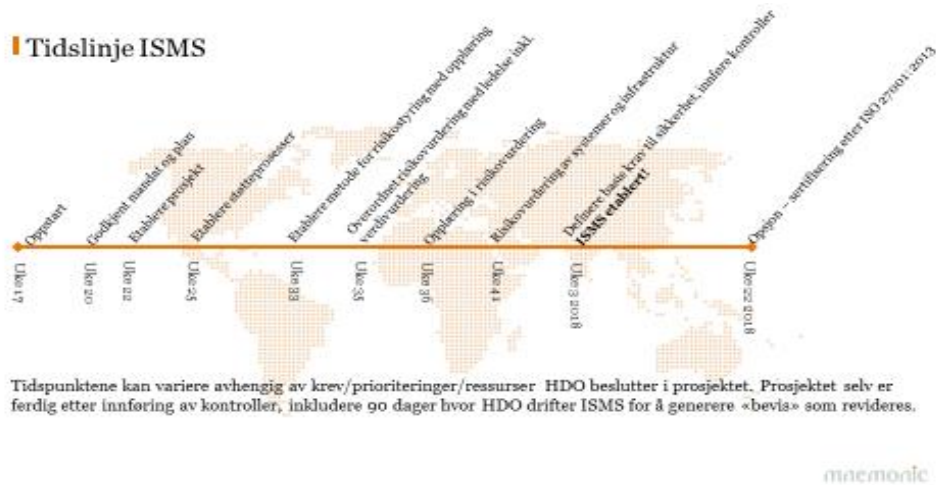 Tidslinje ISMS
Oppstart
Godkjent mandat og plan
Etablere prosjekt
Etablere støtteprosesser
Etablere metode for risikostyring med opplæring
Overordnet risikovurdering med ledelse inkl.
verdivurdering
Opplæring i risikovurdering
Risikovurdering av systemer og infrastruktur
Definere basis krav til sikkerhet, innføre kontroller
ISMS etablert!
Opsjon – sertifisering etter ISO 27001:2013
Uke 17
Uke 20
Uke 22
Uke 25
Uke 33
Uke 35
Uke 36
Uke 41
Uke 3 2018
Uke 22 2018
Tidspunktene kan variere avhengig av krev/prioriteringer/ressurser HDO beslutter i prosjektet. Prosjektet selv er
ferdig etter innføring av kontroller, inkludere 90 dager hvor HDO drifter ISMS for å generere «bevis» som revideres.
mnemonic